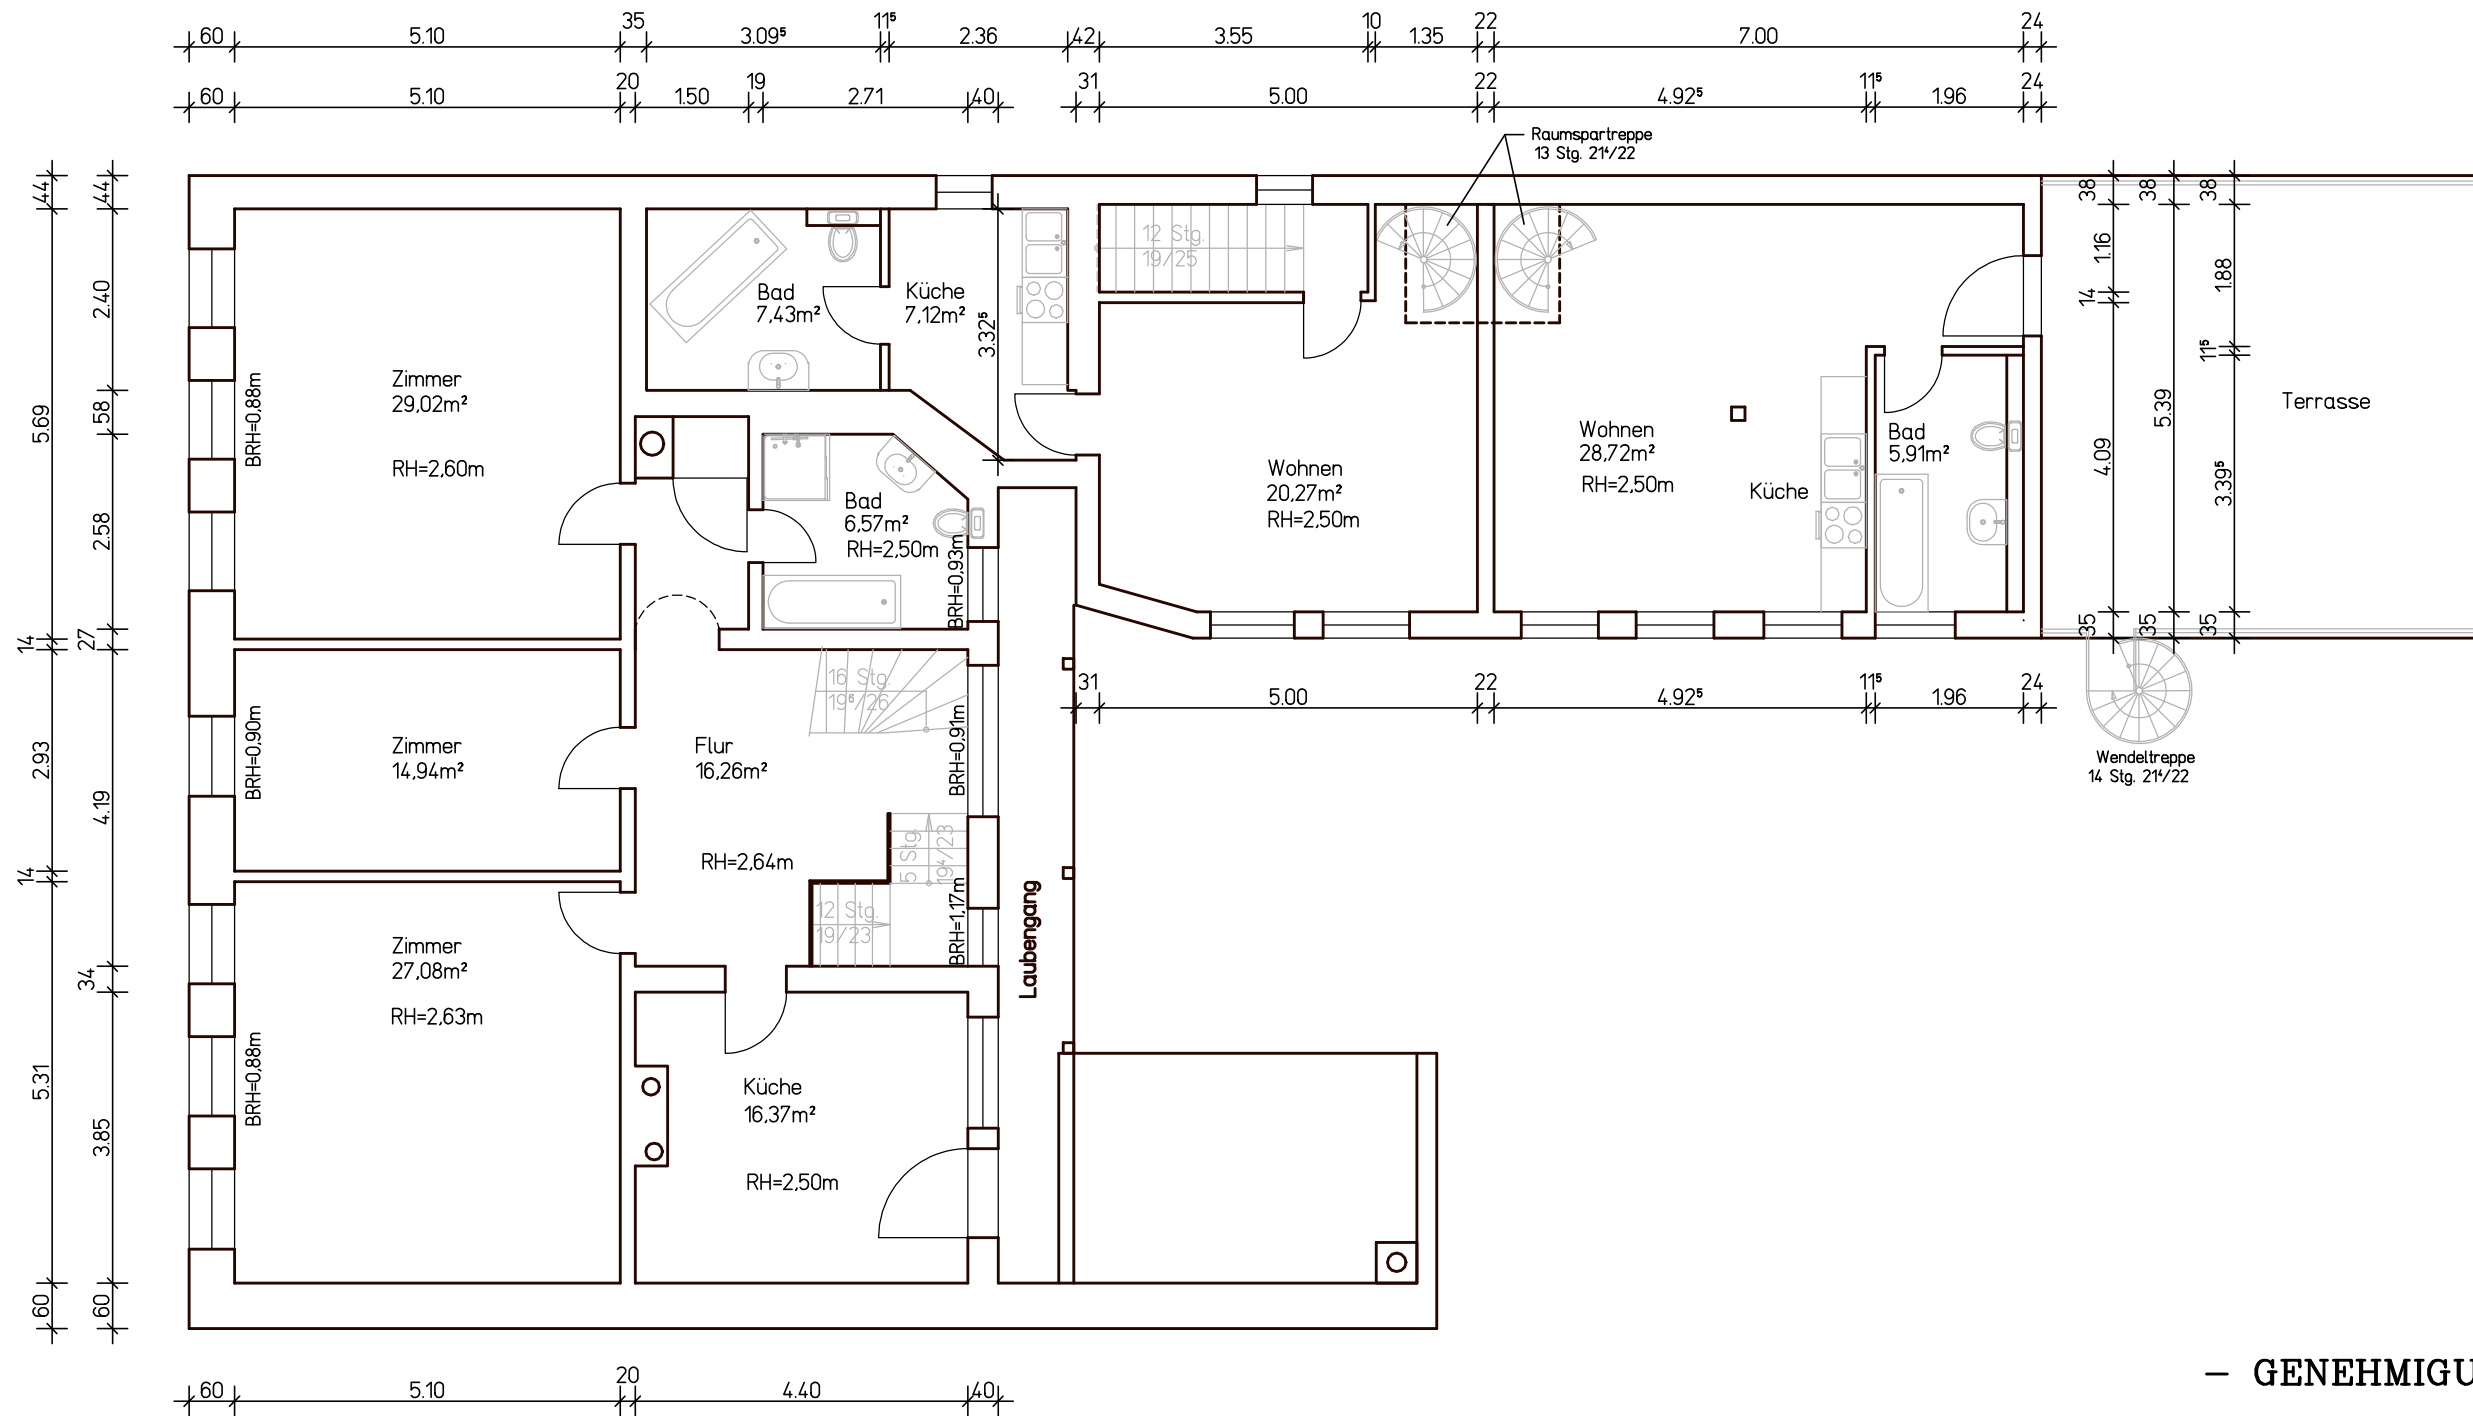 60 5.10 35 3.09⁵ 11⁵ 2.36 42 3.55 10 1.35 22 7.00 24
60 5.10 20 1.50 19 2.71 40 31 5.00 22 4.92⁵ 11⁵ 1.96 24
Raumspartreppe
13 Stg. 21⁴/22
44
5.69
14
2.93
14
5.31
60
44
2.40
58
2.58
27
4.19
34
3.85
60
Zimmer
29,02m²
RH=2,60m
BRH=0,88m
Bad
7,43m²
Küche
7,12m²
3.32⁵
12 Stg.
19/25
Bad
6,57m²
RH=2,50m
BRH=0,93m
Wohnen
20,27m²
RH=2,50m
Wohnen
28,72m²
RH=2,50m
Küche
Bad
5,91m²
Terrasse
38
1.16
14
4.09
35
38
5.39
35
38
1.88
11⁵
3.39⁵
35
31 5.00 22 4.92⁵ 11⁵ 1.96 24
Wendeltreppe
14 Stg. 21⁴/22
Zimmer
14,94m²
BRH=0,90m
16 Stg.
19⁶/26
Flur
16,26m²
RH=2,64m
BRH=0,91m
5 Stg.
19⁴/23
12 Stg.
19/23
BRH=1,17m
Laubengang
Zimmer
27,08m²
RH=2,63m
BRH=0,88m
Küche
16,37m²
RH=2,50m
60 5.10 20 4.40 40
– GENEHMIGU